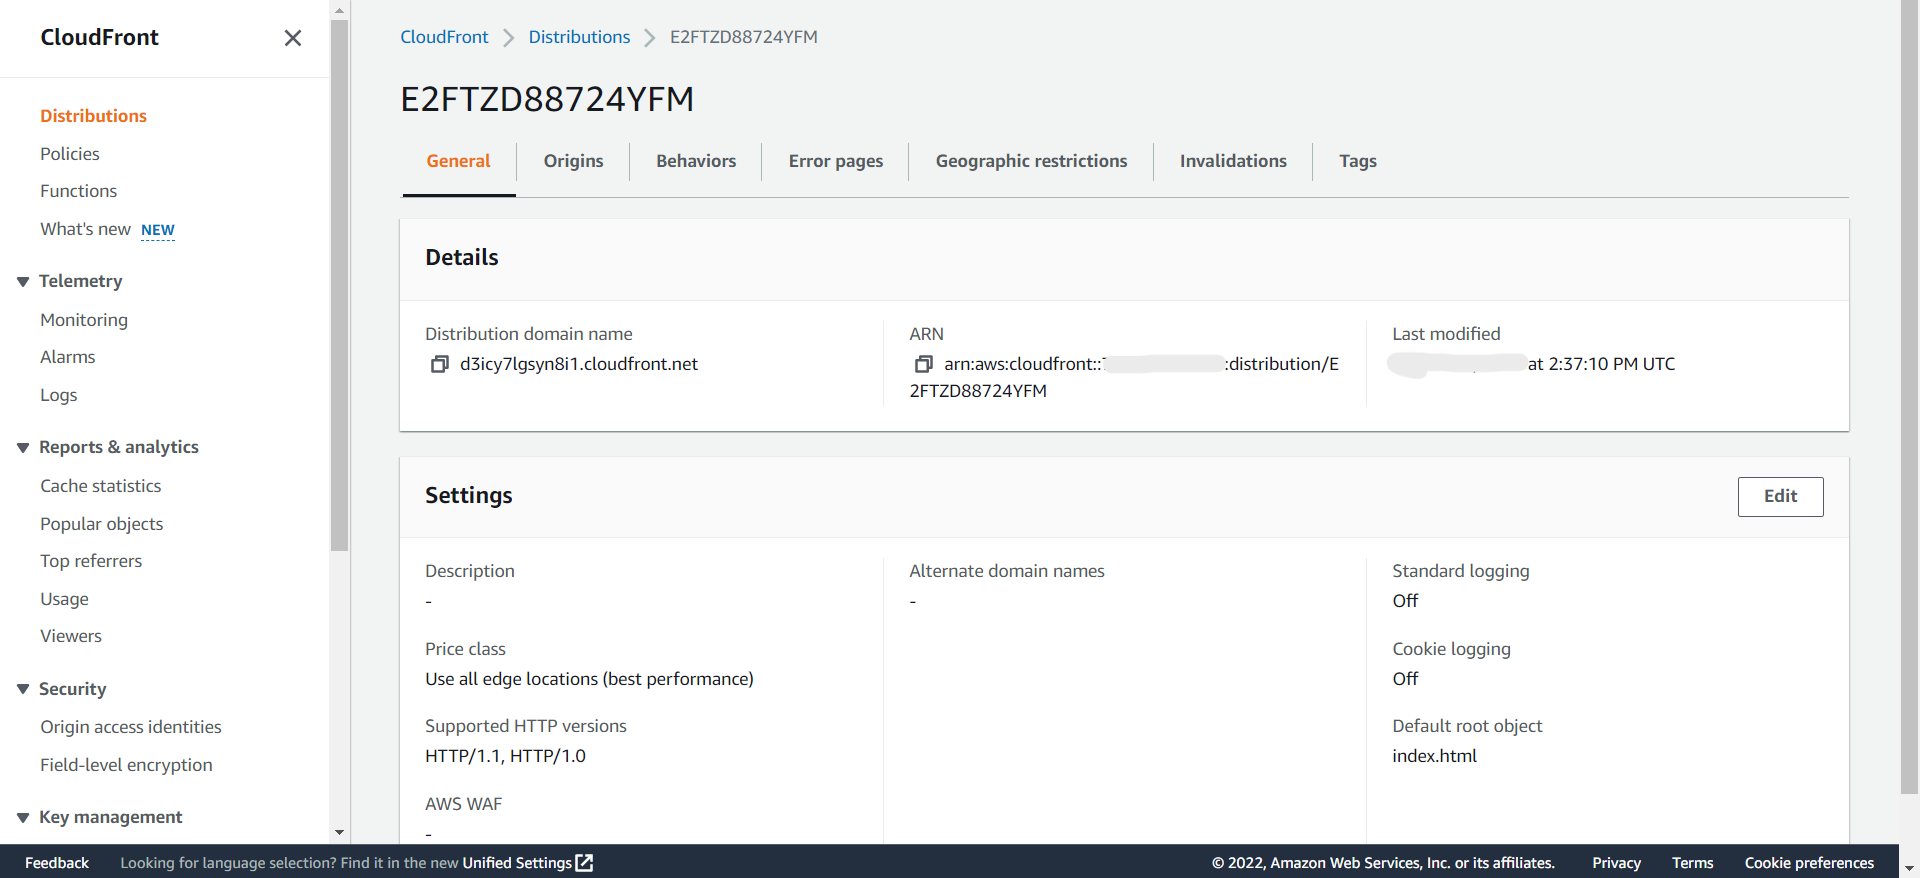 CloudFront
Distributions
Policies
Functions
What's new NEW
Telemetry
Monitoring
Alarms
Logs
Reports & analytics
Cache statistics
Popular objects
Top referrers
Usage
Viewers
Security
Origin access identities
Field-level encryption
Key management
CloudFront Distributions E2FTZD88724YFM
E2FTZD88724YFM
General Origins Behaviors Error pages Geographic restrictions Invalidations Tags
Details
Distribution domain name
d3icy7lgsyn8i1.cloudfront.net
ARN
arn:aws:cloudfront:: :distribution/E
2FTZD88724YFM
Last modified
at 2:37:10 PM UTC
Settings
Edit
Description
-
Price class
Use all edge locations (best performance)
Supported HTTP versions
HTTP/1.1, HTTP/1.0
AWS WAF
-
Alternate domain names
-
Standard logging
Off
Cookie logging
Off
Default root object
index.html
Feedback Looking for language selection? Find it in the new Unified Settings © 2022, Amazon Web Services, Inc. or its affiliates. Privacy Terms Cookie preferences